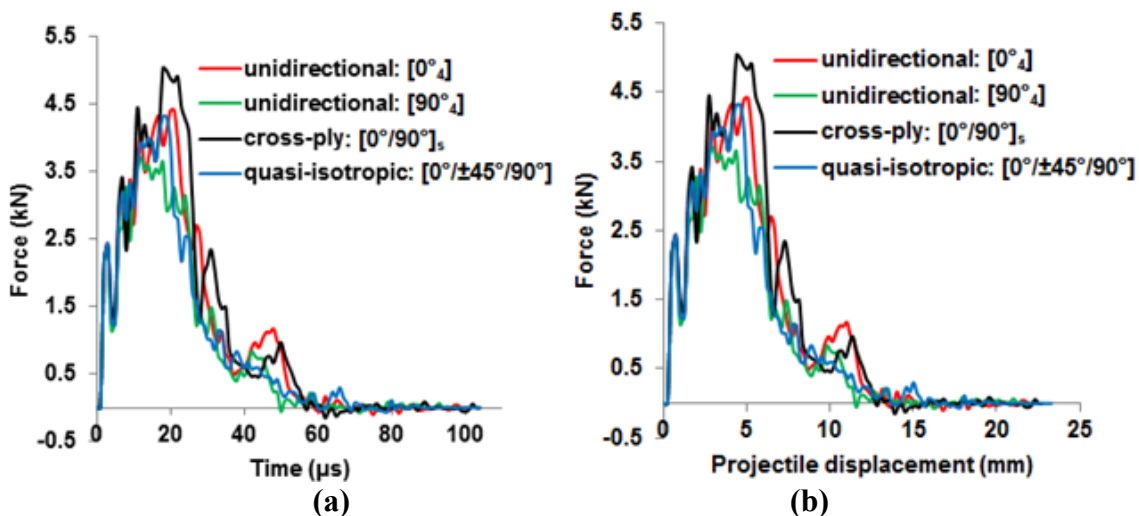 5.5
4.5
3.5
2.5
1.5
0.5
-0.5
Force (kN)
unidirectional: [0°₄]
unidirectional: [90°₄]
cross-ply: [0°/90°]ₛ
quasi-isotropic: [0°/±45°/90°]
0 20 40 60 80 100
Time (µs)
(a)
5.5
4.5
3.5
2.5
1.5
0.5
-0.5
Force (kN)
unidirectional: [0°₄]
unidirectional: [90°₄]
cross-ply: [0°/90°]ₛ
quasi-isotropic: [0°/±45°/90°]
0 5 10 15 20 25
Projectile displacement (mm)
(b)